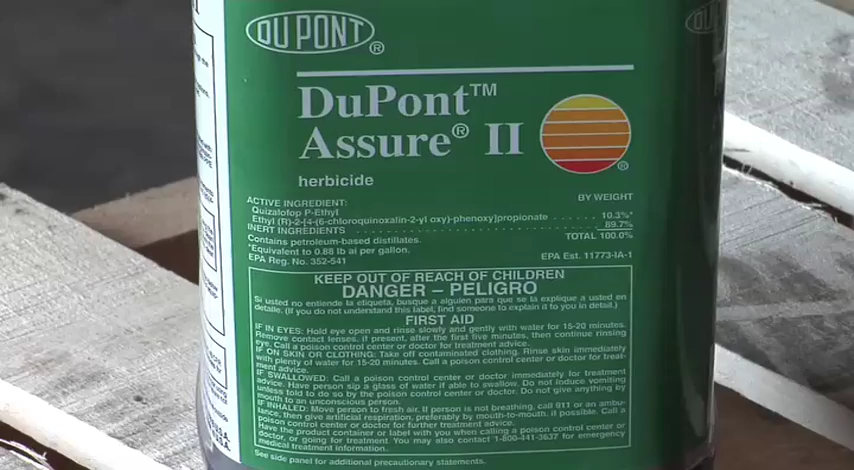 DU PONT®
DuPont™
Assure® II
herbicide
ACTIVE INGREDIENT: BY WEIGHT
Quizalofop P-Ethyl
Ethyl (R)-2-[4-(6-chloroquinoxalin-2-yl oxy)-phenoxy]propionate . . . . . . 10.3%*
INERT INGREDIENTS 89.7%
TOTAL 100.0%
Contains petroleum-based distillates.
*Equivalent to 0.88 lb ai per gallon.
EPA Reg. No. 352-541 EPA Est. 11773-IA-1
KEEP OUT OF REACH OF CHILDREN
DANGER – PELIGRO
Si usted no entiende la etiqueta, busque a alguien para que se la explique a usted en
detalle. (If you do not understand this label, find someone to explain it to you in detail.)
FIRST AID
IF IN EYES: Hold eye open and rinse slowly and gently with water for 15-20 minutes.
Remove contact lenses, if present, after the first five minutes, then continue rinsing
eye. Call a poison control center or doctor for treatment advice.
IF ON SKIN OR CLOTHING: Take off contaminated clothing. Rinse skin immediately
with plenty of water for 15-20 minutes. Call a poison control center or doctor for treat-
ment advice.
IF SWALLOWED: Call a poison control center or doctor immediately for treatment
advice. Have person sip a glass of water if able to swallow. Do not induce vomiting
unless told to do so by the poison control center or doctor. Do not give anything by
mouth to an unconscious person.
IF INHALED: Move person to fresh air. If person is not breathing, call 911 or an ambu-
lance, then give artificial respiration, preferably by mouth-to-mouth, if possible. Call a
poison control center or doctor for further treatment advice.
Have the product container or label with you when calling a poison control center or
doctor, or going for treatment. You may also contact 1-800-441-3637 for emergency
medical treatment information.
See side panel for additional precautionary statements.